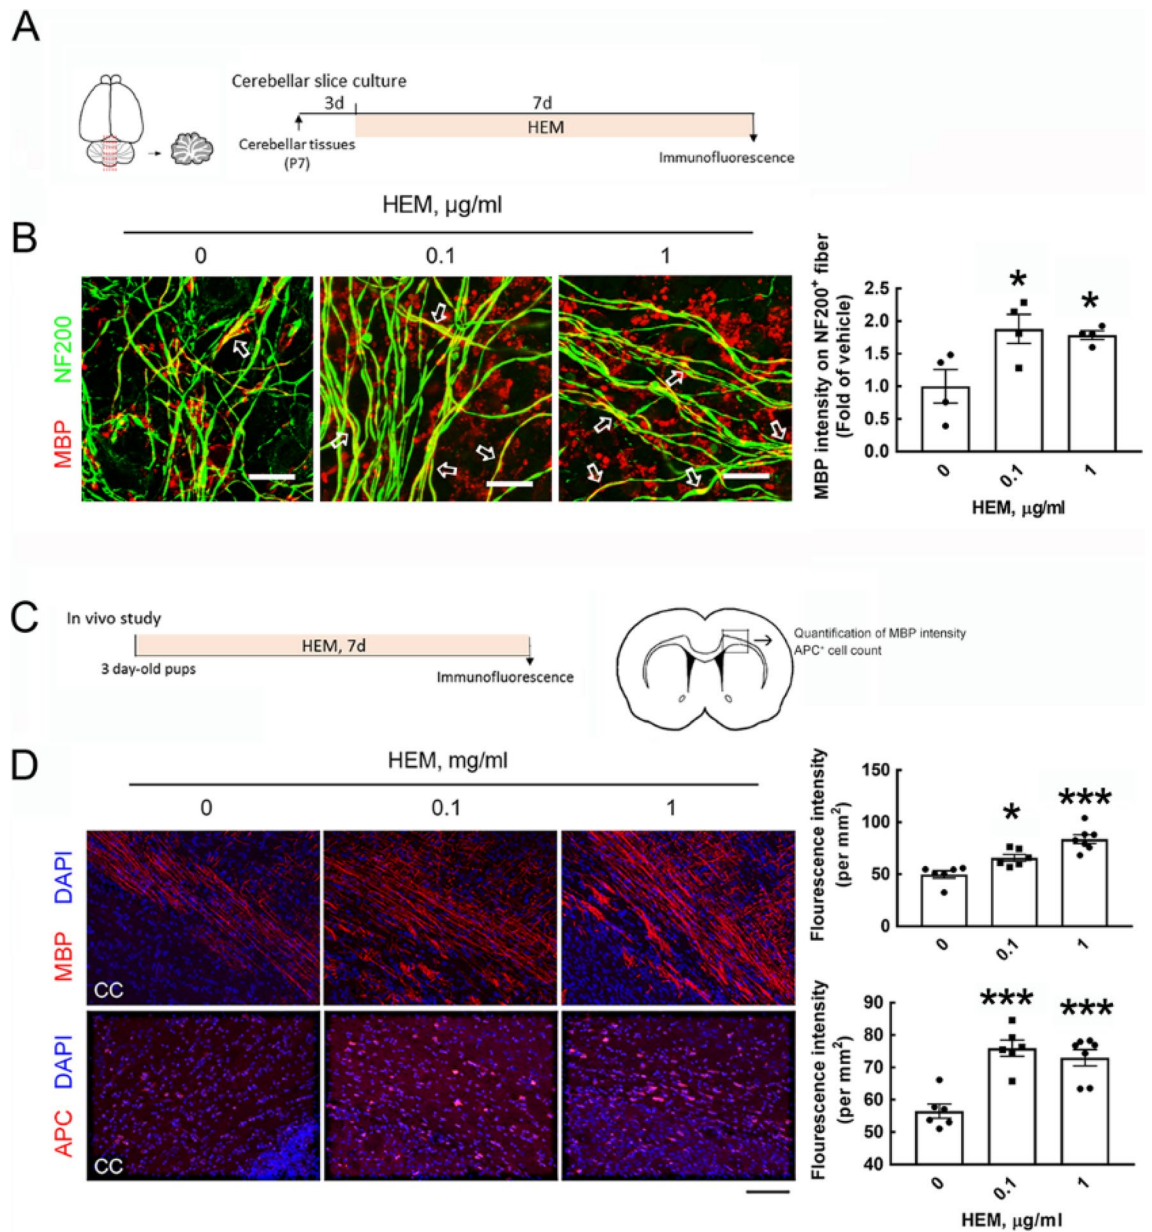 A
Cerebellar slice culture
3d 7d
HEM
Cerebellar tissues
(P7)
Immunofluorescence
B
HEM, µg/ml
0 0.1 1
MBP NF200
MBP intensity on NF200⁺ fiber
(Fold of vehicle)
2.5
2.0
1.5
1.0
0.5
0.0
* *
0 0.1 1
HEM, µg/ml
C
In vivo study
HEM, 7d
3 day-old pups
Immunofluorescence
Quantification of MBP intensity
APC⁺ cell count
D
HEM, mg/ml
0 0.1 1
MBP DAPI
CC
Flourescence intensity
(per mm²)
150
100
50
0
* ***
0 0.1 1
APC DAPI
CC
Flourescence intensity
(per mm²)
90
80
70
60
50
40
*** ***
0 0.1 1
HEM, µg/ml